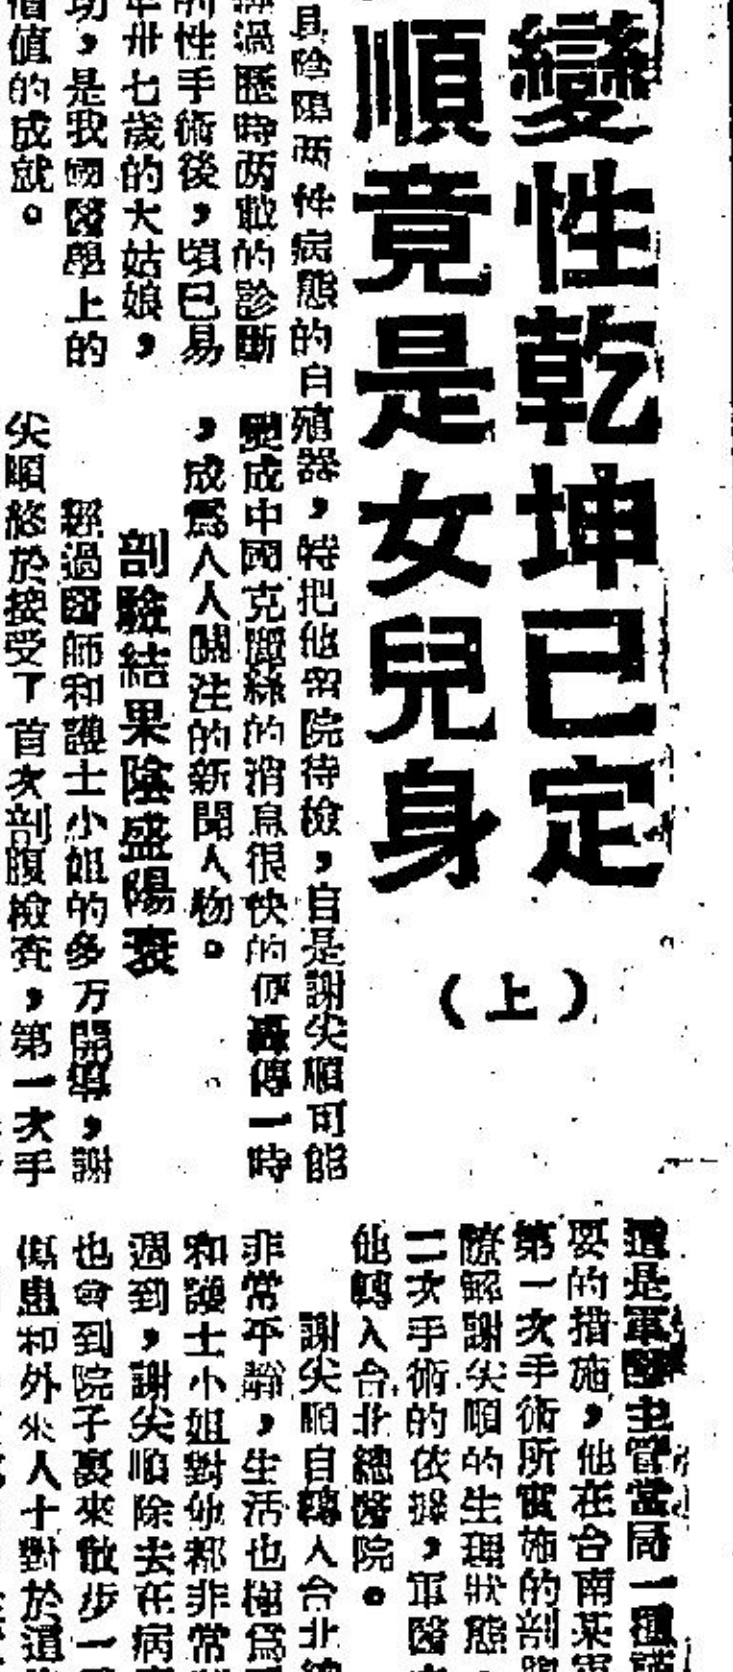 變性乾坤已定
順竟是女兒身
（上）
具陰陽兩性病態的自
過歷時兩載的診斷
的性手術後，頃已易
年卅七歲的大姑娘，
功，是我國醫學上的
價值的成就。
殖器，特把他留院待檢，自是謝尖順可能
變成中國克麗絲的消息很快的便轟傳一時
，成爲人人關注的新聞人物。
剖驗結果陰盛陽衰
經過醫師和護士小姐的多方開導，謝
尖順終於接受了首次剖腹檢查，第一次手
這是軍醫主管當局一種
要的措施，他在台南某
第一次手術所實施的剖
瞭解謝尖順的生理狀態，
二次手術的依據，軍醫
他轉入台北總醫院。
謝尖順自轉入台北
非常平靜，生活也極爲
和護士小姐對他都非常
週到，謝尖順除去在病
也會到院子裏來散步一
傷患和外來人士對於這